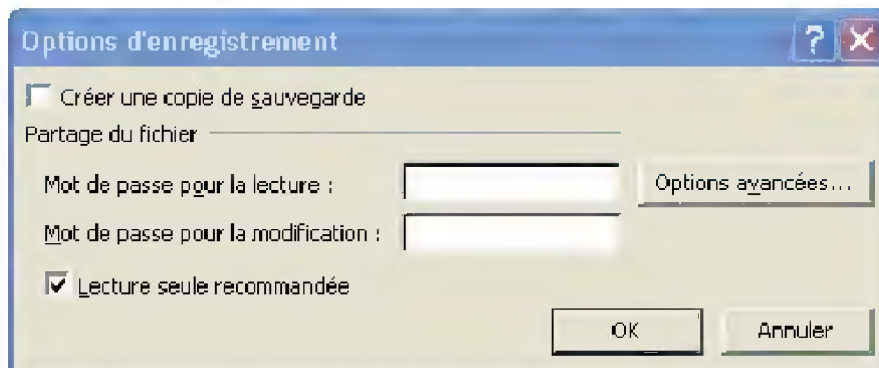 Options d'enregistrement
Créer une copie de sauvegarde
Partage du fichier
Mot de passe pour la lecture :
Options avancées...
Mot de passe pour la modification :
Lecture seule recommandée
OK Annuler